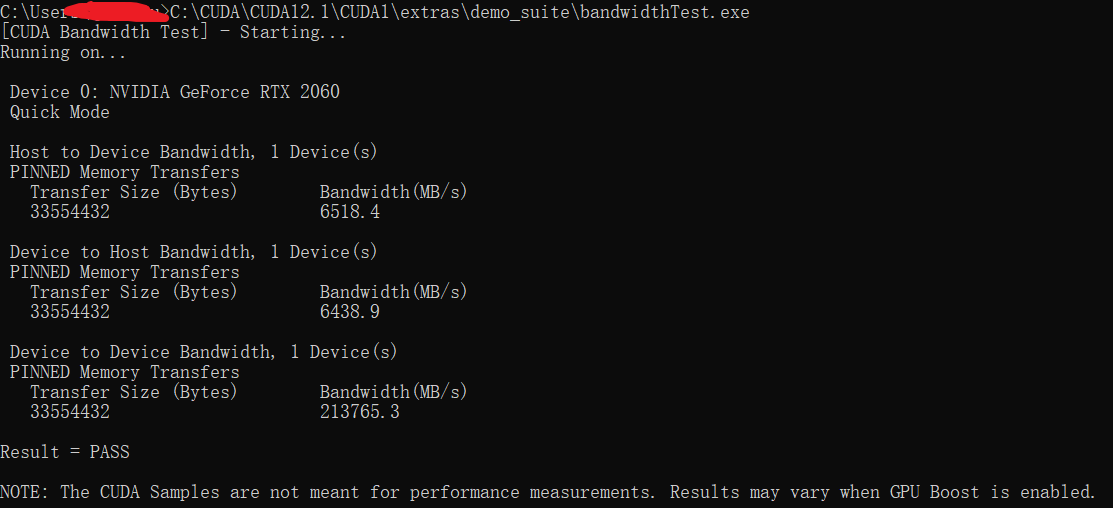 C:\User >C:\CUDA\CUDA12.1\CUDA1\extras\demo_suite\bandwidthTest.exe
[CUDA Bandwidth Test] - Starting...
Running on...
Device 0: NVIDIA GeForce RTX 2060
Quick Mode
Host to Device Bandwidth, 1 Device(s)
PINNED Memory Transfers
Transfer Size (Bytes) Bandwidth(MB/s)
33554432 6518.4
Device to Host Bandwidth, 1 Device(s)
PINNED Memory Transfers
Transfer Size (Bytes) Bandwidth(MB/s)
33554432 6438.9
Device to Device Bandwidth, 1 Device(s)
PINNED Memory Transfers
Transfer Size (Bytes) Bandwidth(MB/s)
33554432 213765.3
Result = PASS
NOTE: The CUDA Samples are not meant for performance measurements. Results may vary when GPU Boost is enabled.